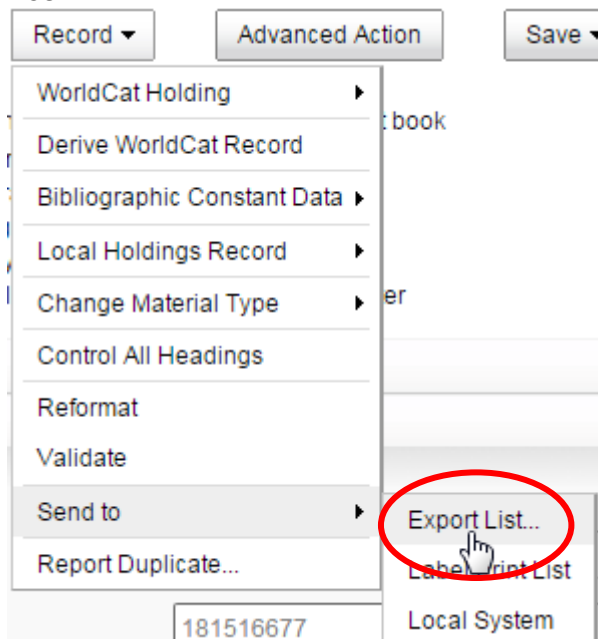 Record Advanced Action Save
WorldCat Holding
book
Derive WorldCat Record
Bibliographic Constant Data
Local Holdings Record
Change Material Type
er
Control All Headings
Reformat
Validate
Send to
Export List...
Report Duplicate...
Label Print List
181516677
Local System